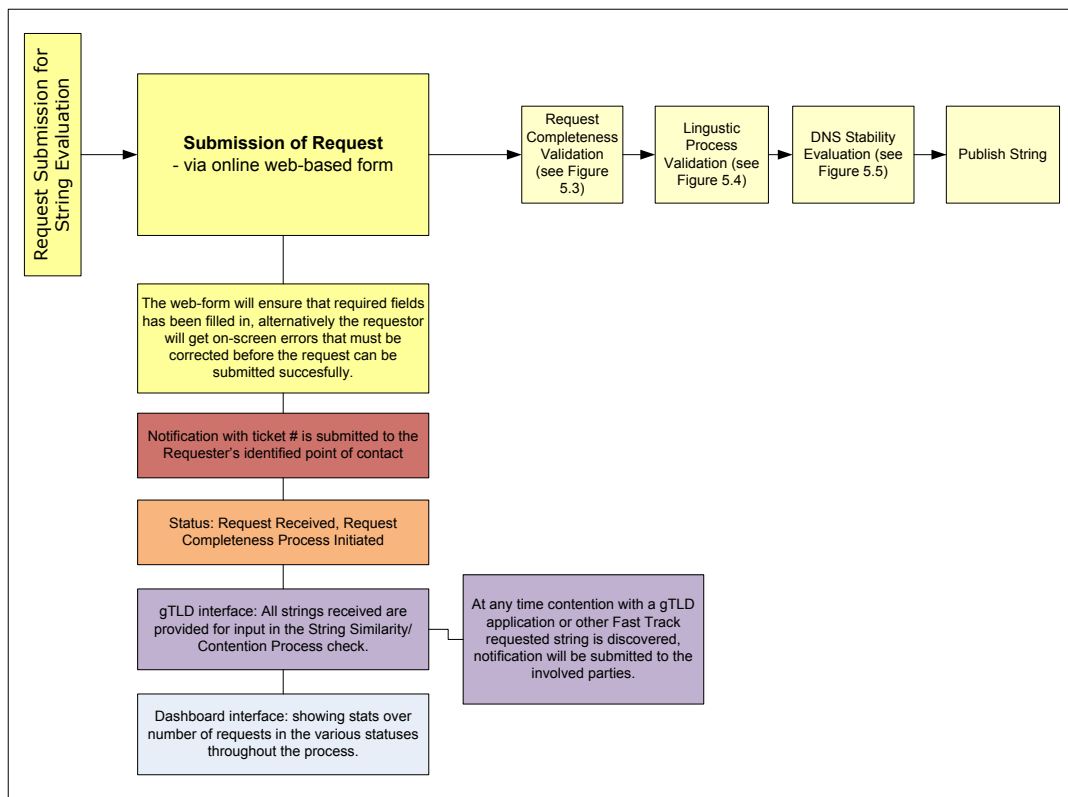 Request Submission for
String Evaluation
Submission of Request
- via online web-based form
Request
Completeness
Validation
(see Figure
5.3)
Lingustic
Process
Validation (see
Figure 5.4)
DNS Stability
Evaluation (see
Figure 5.5)
Publish String
The web-form will ensure that required fields
has been filled in, alternatively the requestor
will get on-screen errors that must be
corrected before the request can be
submitted succesfully.
Notification with ticket # is submitted to the
Requester’s identified point of contact
Status: Request Received, Request
Completeness Process Initiated
gTLD interface: All strings received are
provided for input in the String Similarity/
Contention Process check.
At any time contention with a gTLD
application or other Fast Track
requested string is discovered,
notification will be submitted to the
involved parties.
Dashboard interface: showing stats over
number of requests in the various statuses
throughout the process.